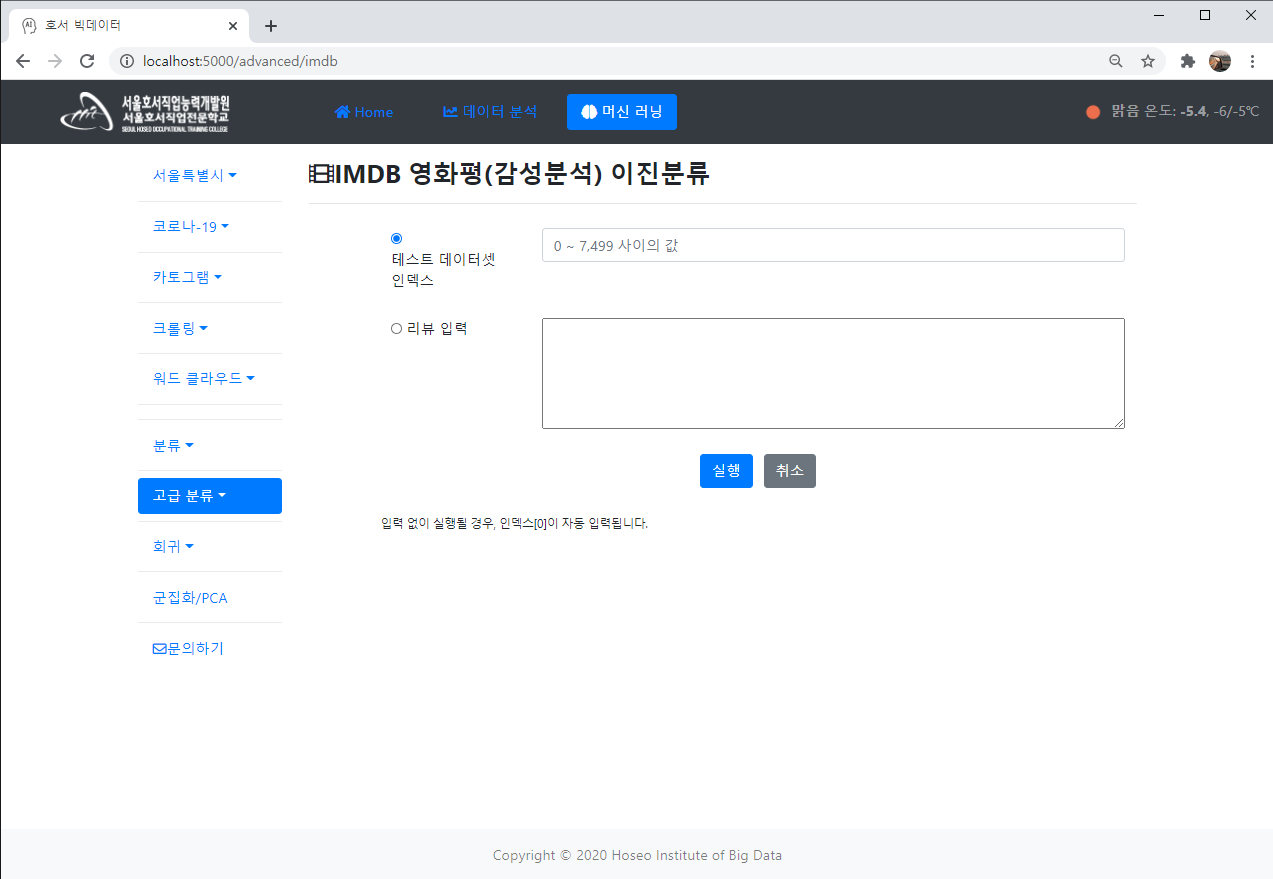 호서 빅데이터
localhost:5000/advanced/imdb
서울호서직업능력개발원
서울호서직업전문학교
SEOUL HOSEO OCCUPATIONAL TRAINING COLLEGE
Home
데이터 분석
머신 러닝
맑음 온도: -5.4, -6/-5℃
서울특별시
코로나-19
카토그램
크롤링
워드 클라우드
분류
고급 분류
회귀
군집화/PCA
문의하기
IMDB 영화평(감성분석) 이진분류
테스트 데이터셋
인덱스
0 ~ 7,499 사이의 값
리뷰 입력
실행
취소
입력 없이 실행될 경우, 인덱스[0]이 자동 입력됩니다.
Copyright © 2020 Hoseo Institute of Big Data